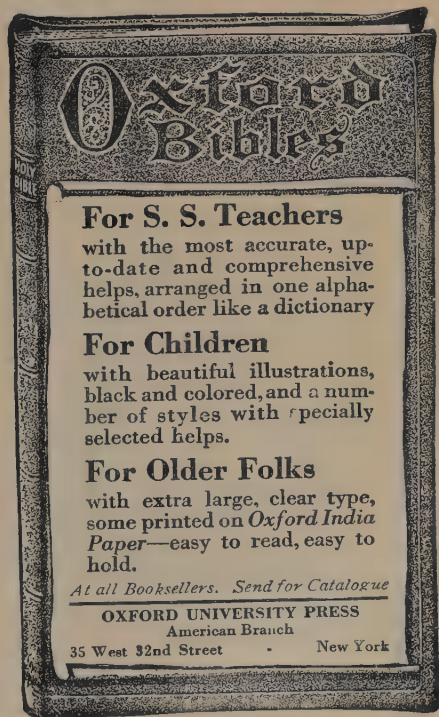 Oxford
Bibles
HOLY
BIBLE
For S. S. Teachers
with the most accurate, up-
to-date and comprehensive
helps, arranged in one alpha-
betical order like a dictionary
For Children
with beautiful illustrations,
black and colored, and a num-
ber of styles with specially
selected helps.
For Older Folks
with extra large, clear type,
some printed on Oxford India
Paper—easy to read, easy to
hold.
At all Booksellers. Send for Catalogue
OXFORD UNIVERSITY PRESS
American Branch
35 West 32nd Street - New York